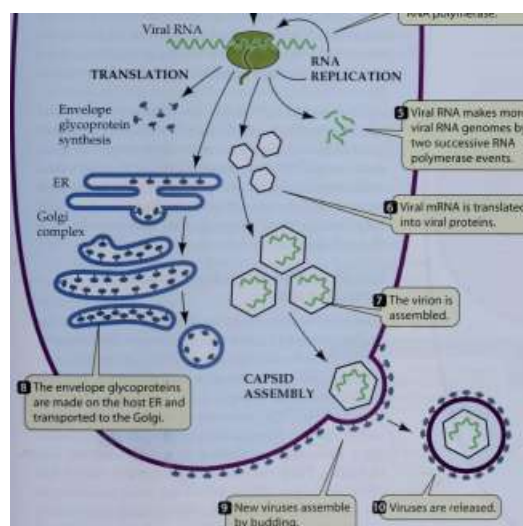 RNA polymerase.
Viral RNA
TRANSLATION
RNA
REPLICATION
Envelope
glycoprotein
synthesis
5 Viral RNA makes more
viral RNA genomes by
two successive RNA
polymerase events.
ER
Golgi
complex
6 Viral mRNA is translated
into viral proteins.
7 The virion is
assembled.
8 The envelope glycoproteins
are made on the host ER and
transported to the Golgi.
CAPSID
ASSEMBLY
9 New viruses assemble
by budding.
10 Viruses are released.